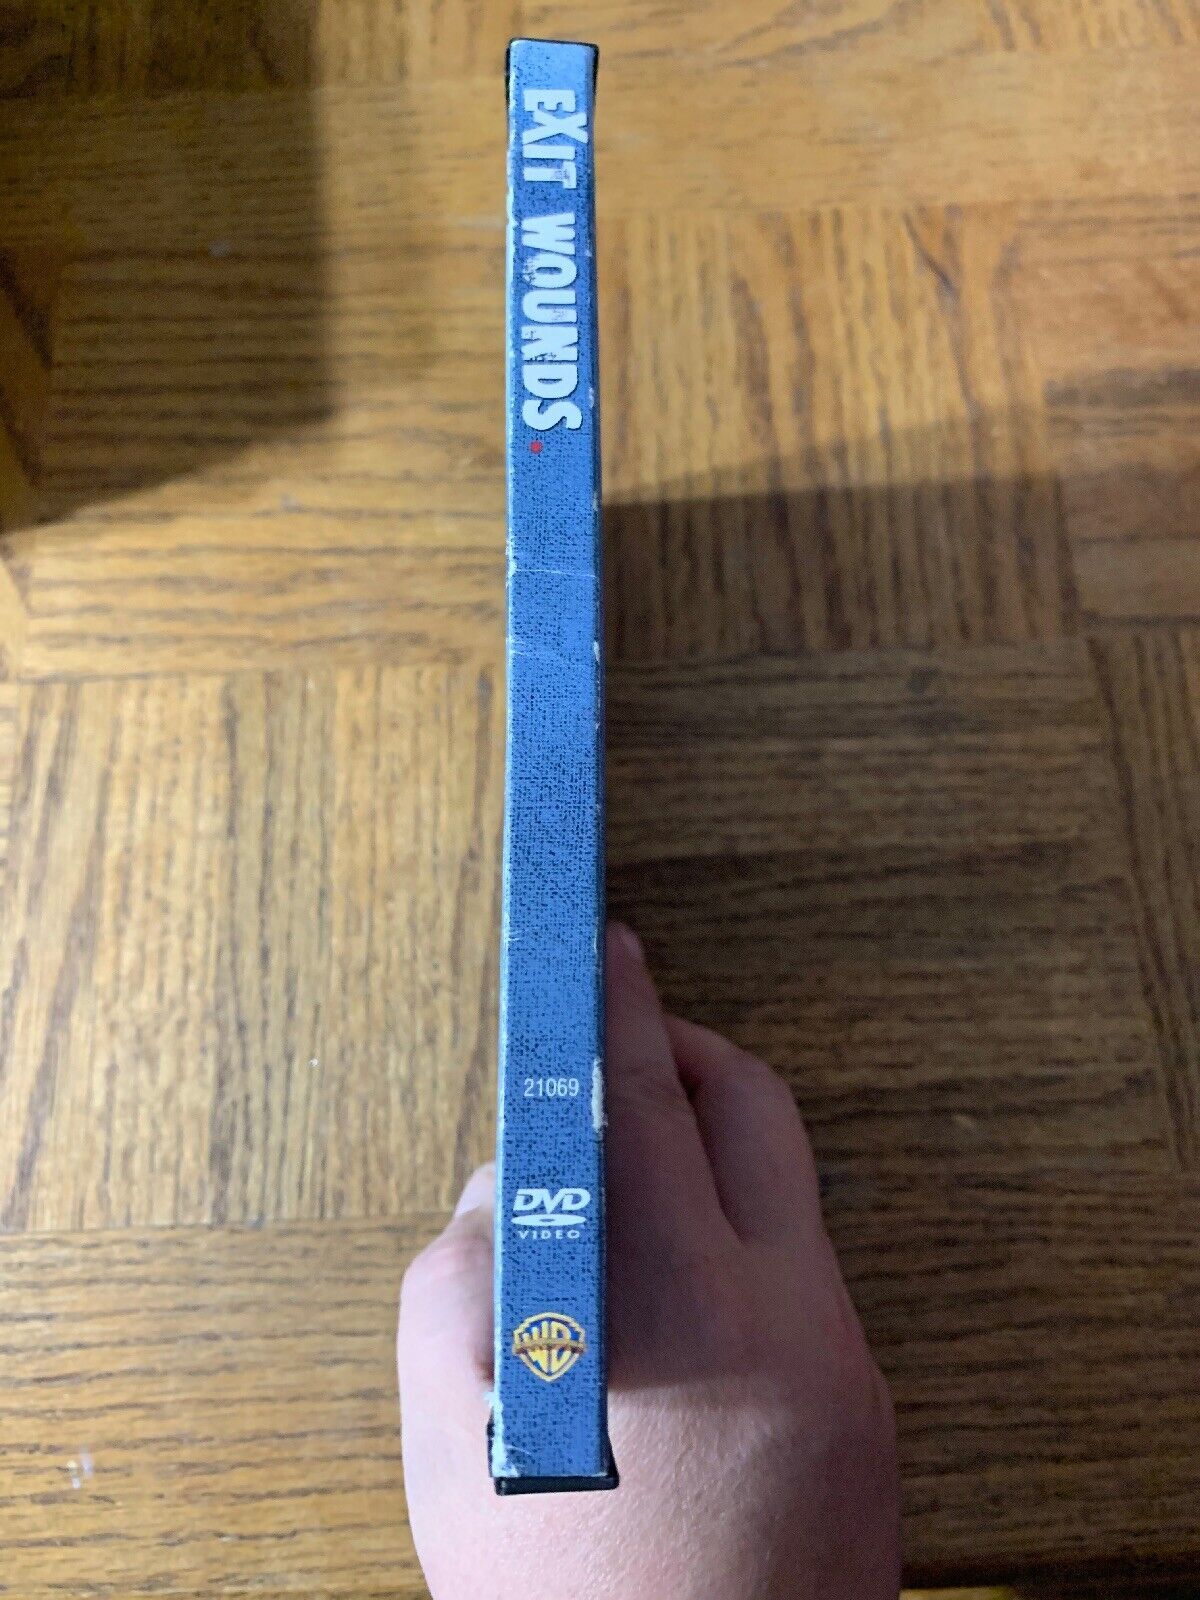 EXIT WOUNDS.
21069
DVD
VIDEO
WB